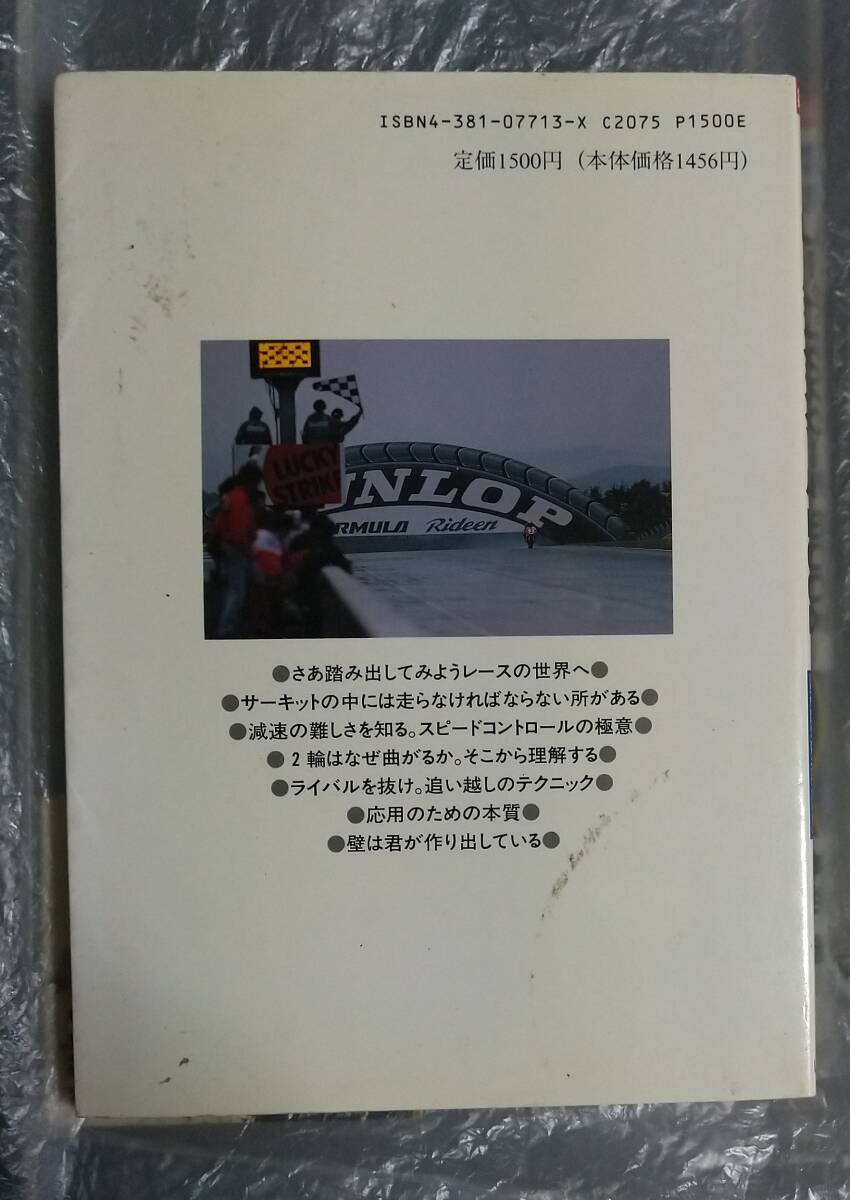 ISBN4-381-07713-X C2075 P1500E
定価1500円(本体価格1456円)
LUCKY
STRIK
UNLOP
RMULA Rideen
●さあ踏み出してみようレースの世界へ●
●サーキットの中には走らなければならない所がある●
●減速の難しさを知る。スピードコントロールの極意●
●2輪はなぜ曲がるか。そこから理解する●
●ライバルを抜け。追い越しのテクニック●
●応用のための本質●
●壁は君が作り出している●